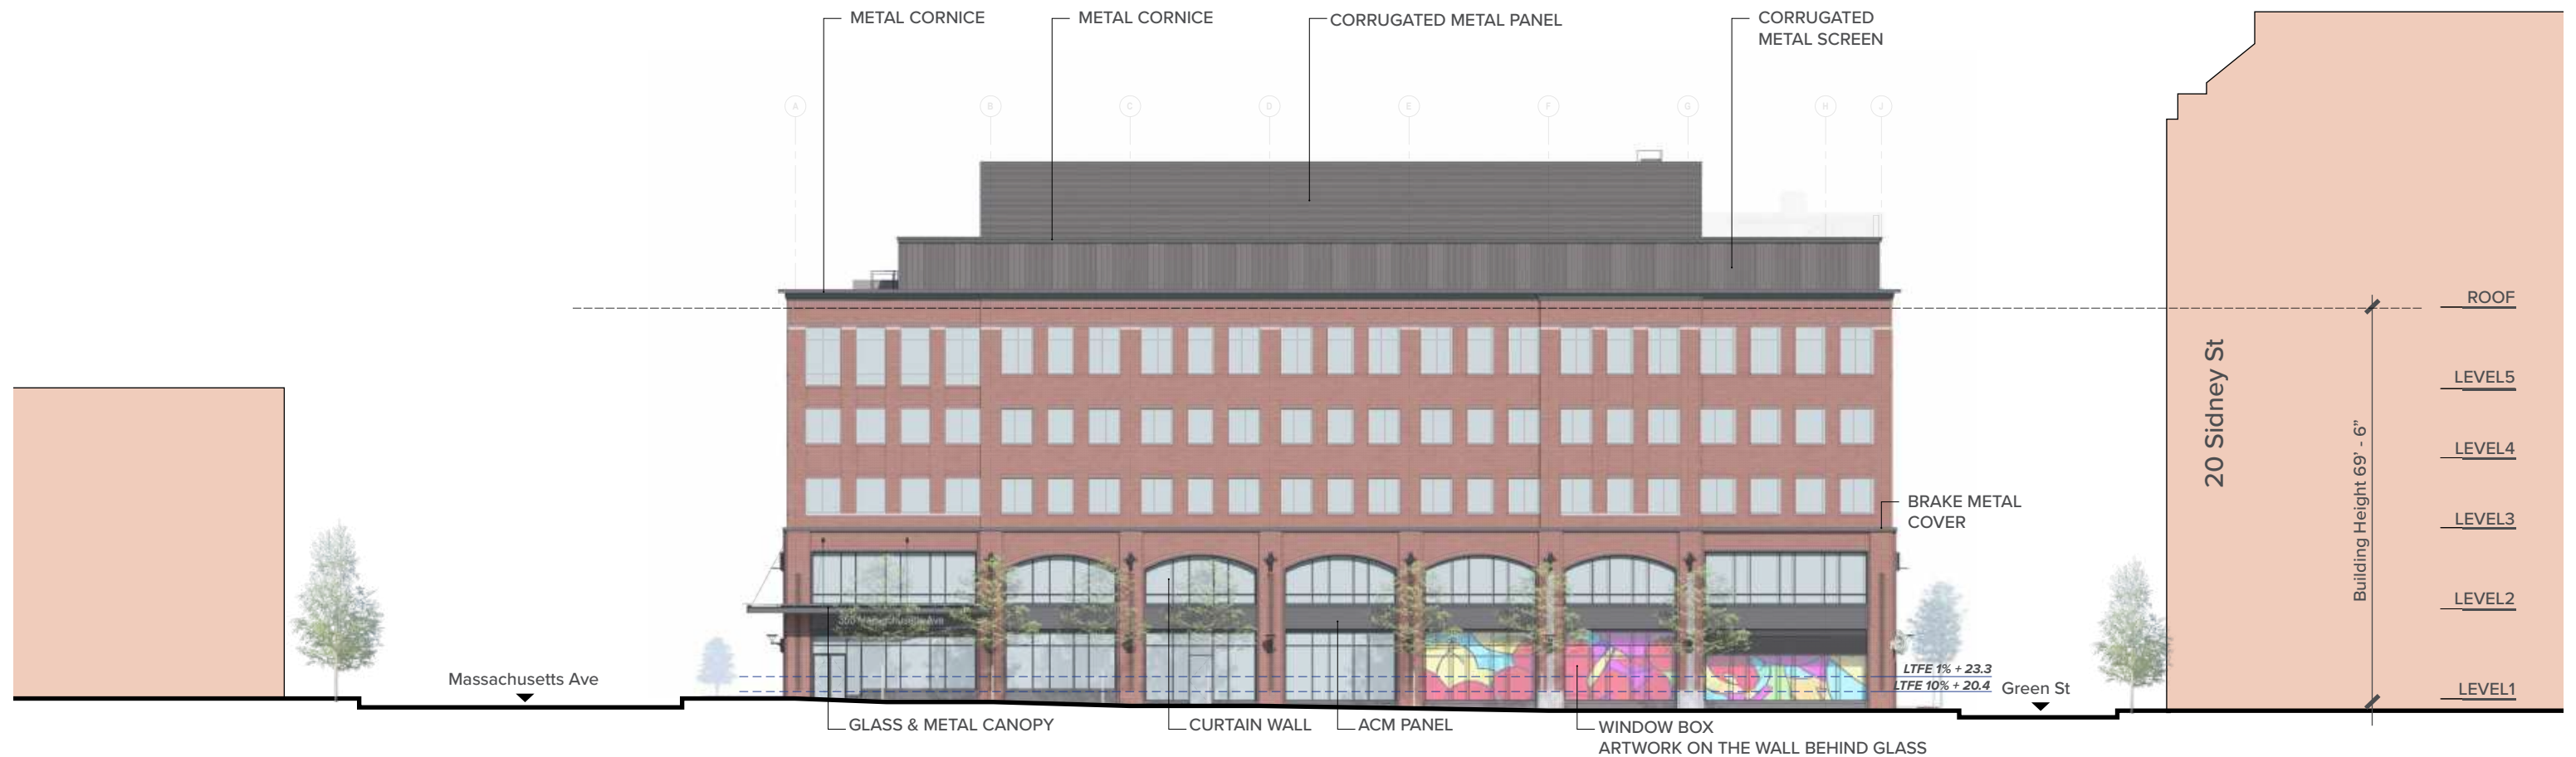 METAL CORNICE
METAL CORNICE
CORRUGATED METAL PANEL
CORRUGATED
METAL SCREEN
A
B
C
D
E
F
G
H
J
ROOF
LEVEL5
LEVEL4
LEVEL3
LEVEL2
LEVEL1
20 Sidney St
Building Height 69' - 6"
BRAKE METAL
COVER
Massachusetts Ave
Massachusetts Ave
LTFE 1% + 23.3
LTFE 10% + 20.4
Green St
GLASS & METAL CANOPY
CURTAIN WALL
ACM PANEL
WINDOW BOX
ARTWORK ON THE WALL BEHIND GLASS